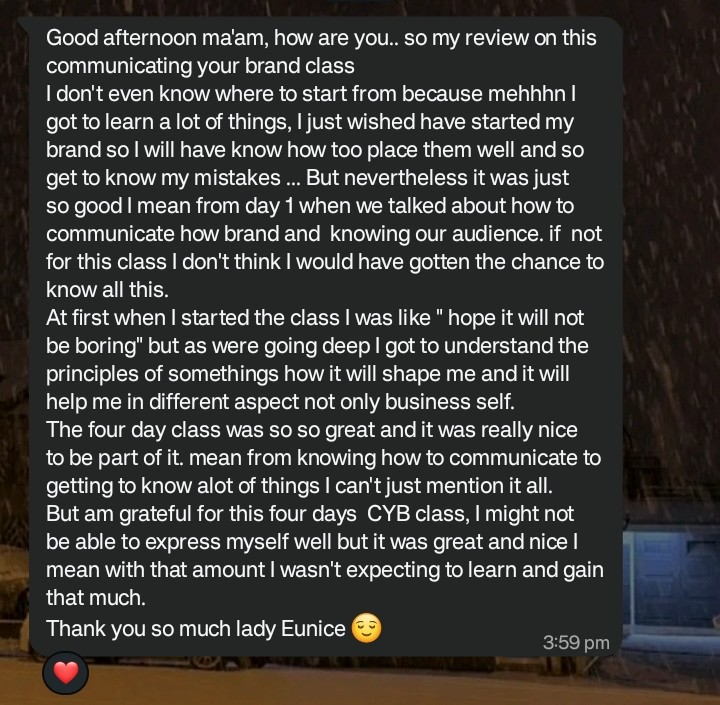 Good afternoon ma'am, how are you.. so my review on this
communicating your brand class
I don't even know where to start from because mehhhn I
got to learn a lot of things, I just wished have started my
brand so I will have know how too place them well and so
get to know my mistakes ... But nevertheless it was just
so good I mean from day 1 when we talked about how to
communicate how brand and  knowing our audience. if  not
for this class I don't think I would have gotten the chance to
know all this.
At first when I started the class I was like " hope it will not
be boring" but as were going deep I got to understand the
principles of somethings how it will shape me and it will
help me in different aspect not only business self.
The four day class was so so great and it was really nice
to be part of it. mean from knowing how to communicate to
getting to know alot of things I can't just mention it all.
But am grateful for this four days  CYB class, I might not
be able to express myself well but it was great and nice I
mean with that amount I wasn't expecting to learn and gain
that much.
Thank you so much lady Eunice 😌
3:59 pm
❤️